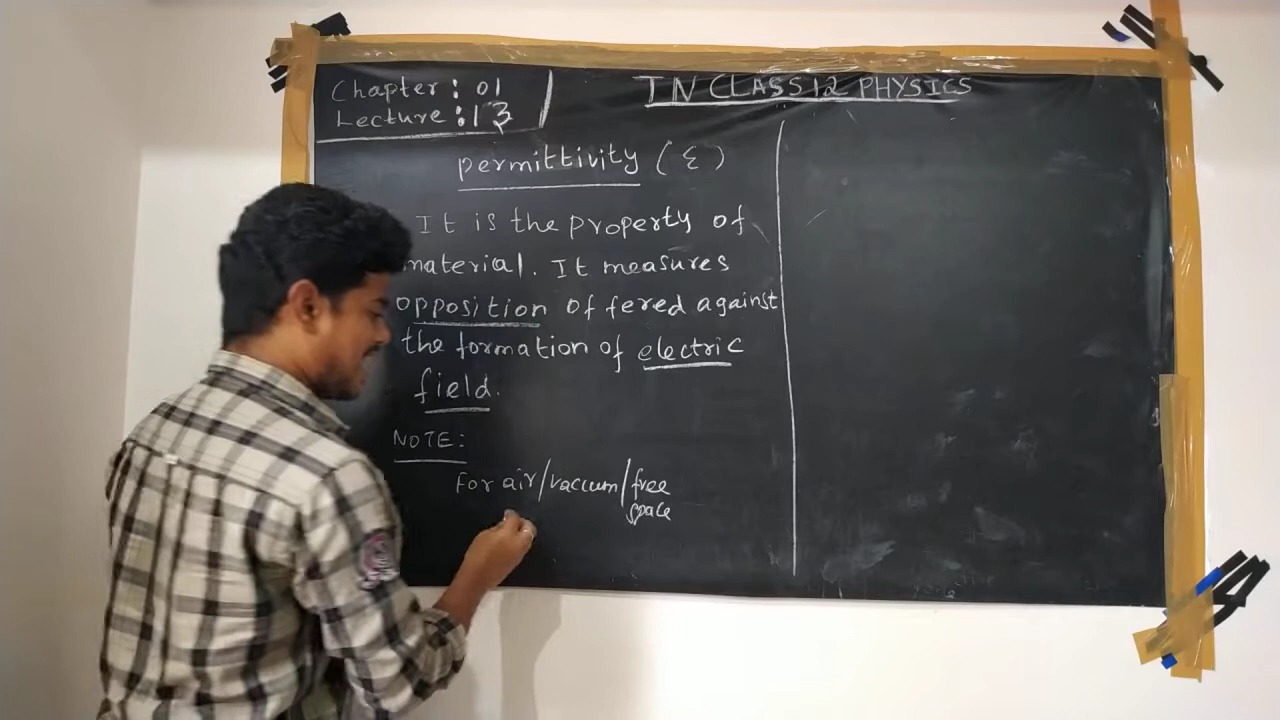 Chapter: 01
Lecture: 13
TN CLASS 12 PHYSICS
permittivity (ε)
It is the property of
material. It measures
opposition offered against
the formation of electric
field.
NOTE:
For air/vaccum/free
space